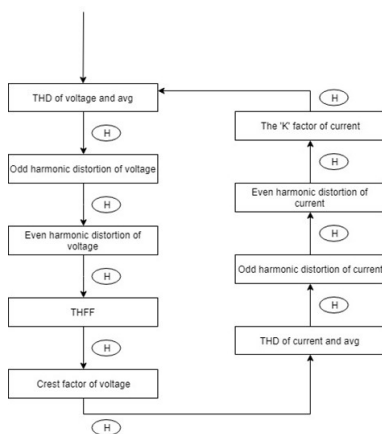 THD of voltage and avg
H
Odd harmonic distortion of voltage
H
Even harmonic distortion of
voltage
H
THFF
H
Crest factor of voltage
H
THD of current and avg
H
Odd harmonic distortion of current
H
Even harmonic distortion of
current
H
The 'K' factor of current
H